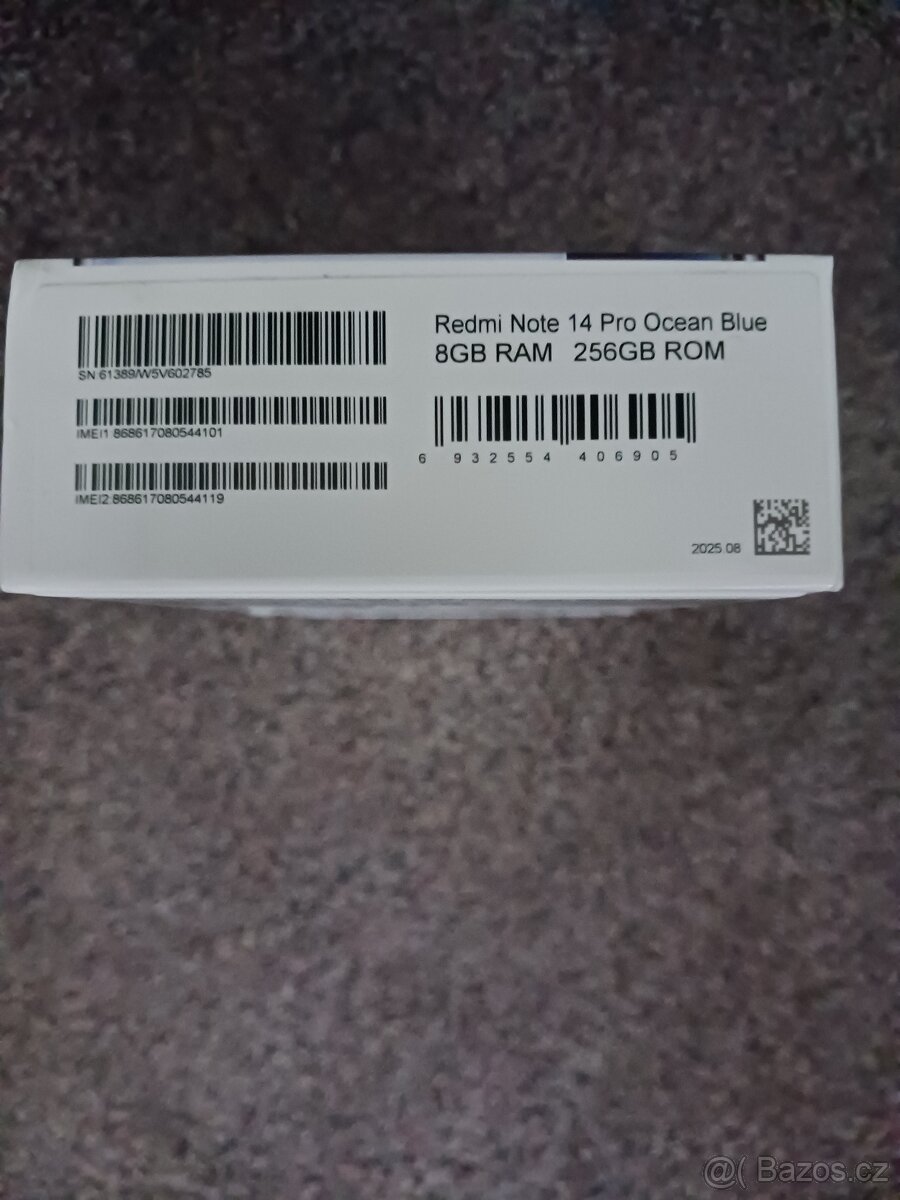 SN 61389/W5V602785
IMEI1 868617080544101
IMEI2 868617080544119
Redmi Note 14 Pro Ocean Blue
8GB RAM 256GB ROM
6 932554 406905
2025 08
@( Bazos.cz